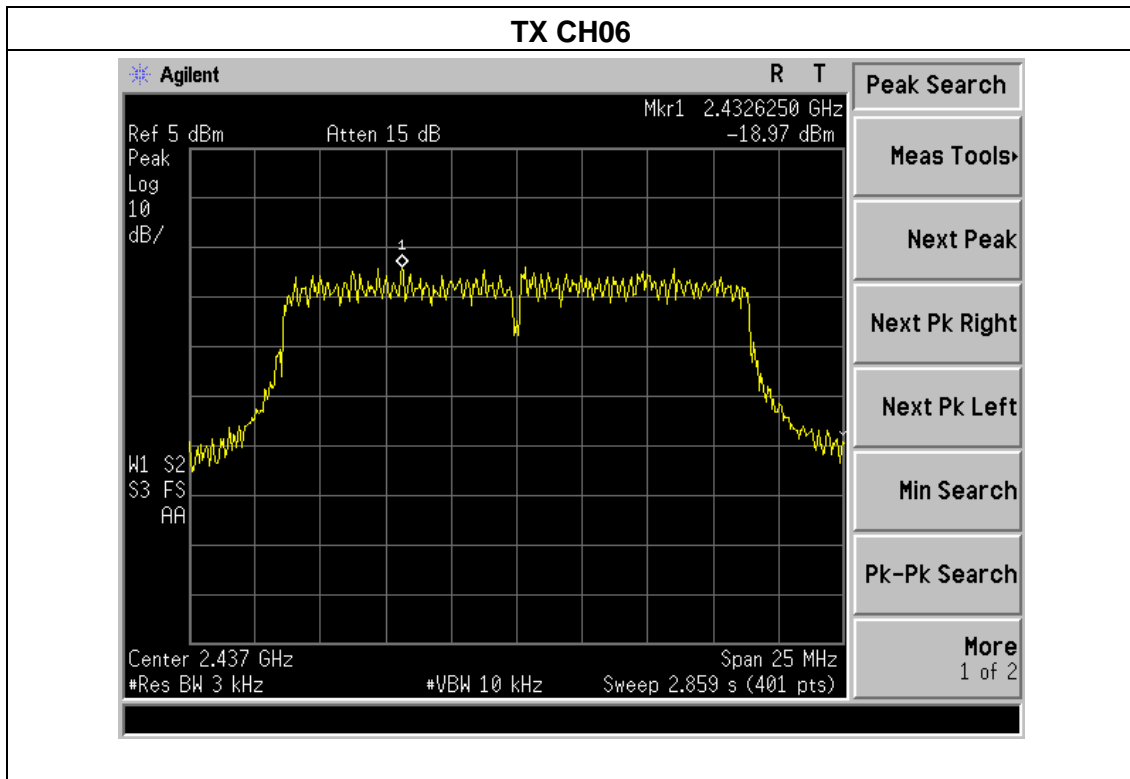 TX CH06
Agilent R T
Mkr1 2.4326250 GHz
Ref 5 dBm Atten 15 dB -18.97 dBm
Peak
Log
10
dB/
1
W1 S2
S3 FS
AA
Center 2.437 GHz Span 25 MHz
#Res BW 3 kHz #VBW 10 kHz Sweep 2.859 s (401 pts)
Peak Search
Meas Tools
Next Peak
Next Pk Right
Next Pk Left
Min Search
Pk-Pk Search
More
1 of 2